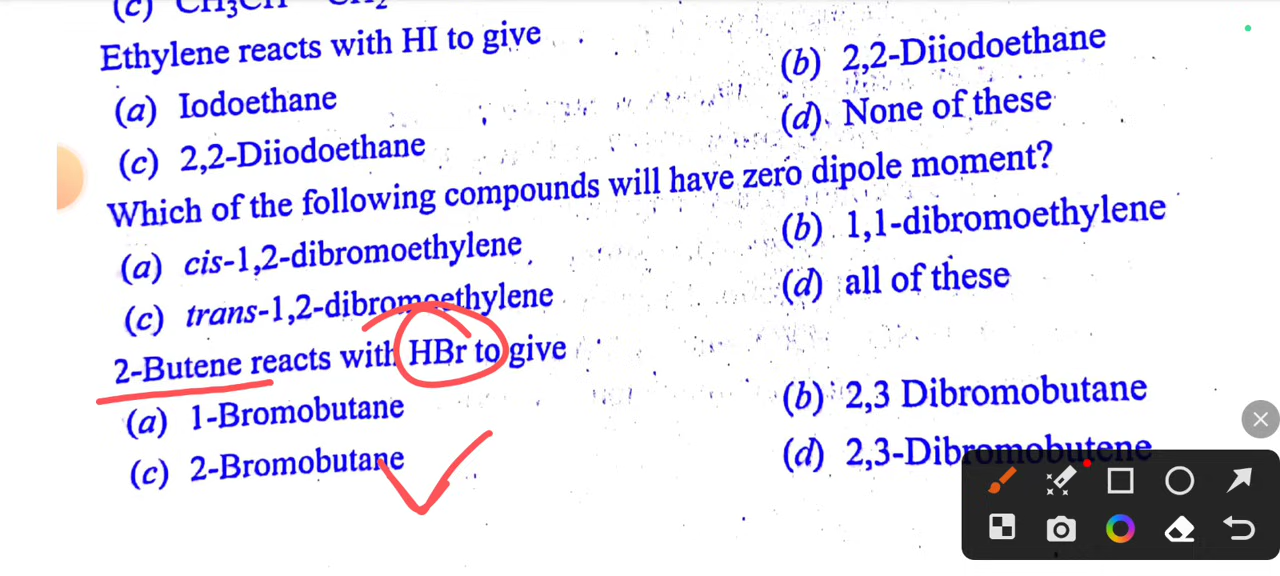 (c) CH₃CH CH₂
Ethylene reacts with HI to give
(a) Iodoethane
(b) 2,2-Diiodoethane
(c) 2,2-Diiodoethane
(d) None of these
Which of the following compounds will have zero dipole moment?
(a) cis-1,2-dibromoethylene
(b) 1,1-dibromoethylene
(c) trans-1,2-dibromoethylene
(d) all of these
2-Butene reacts with HBr to give
(a) 1-Bromobutane
(b) 2,3 Dibromobutane
(c) 2-Bromobutane
(d) 2,3-Dibromobutene